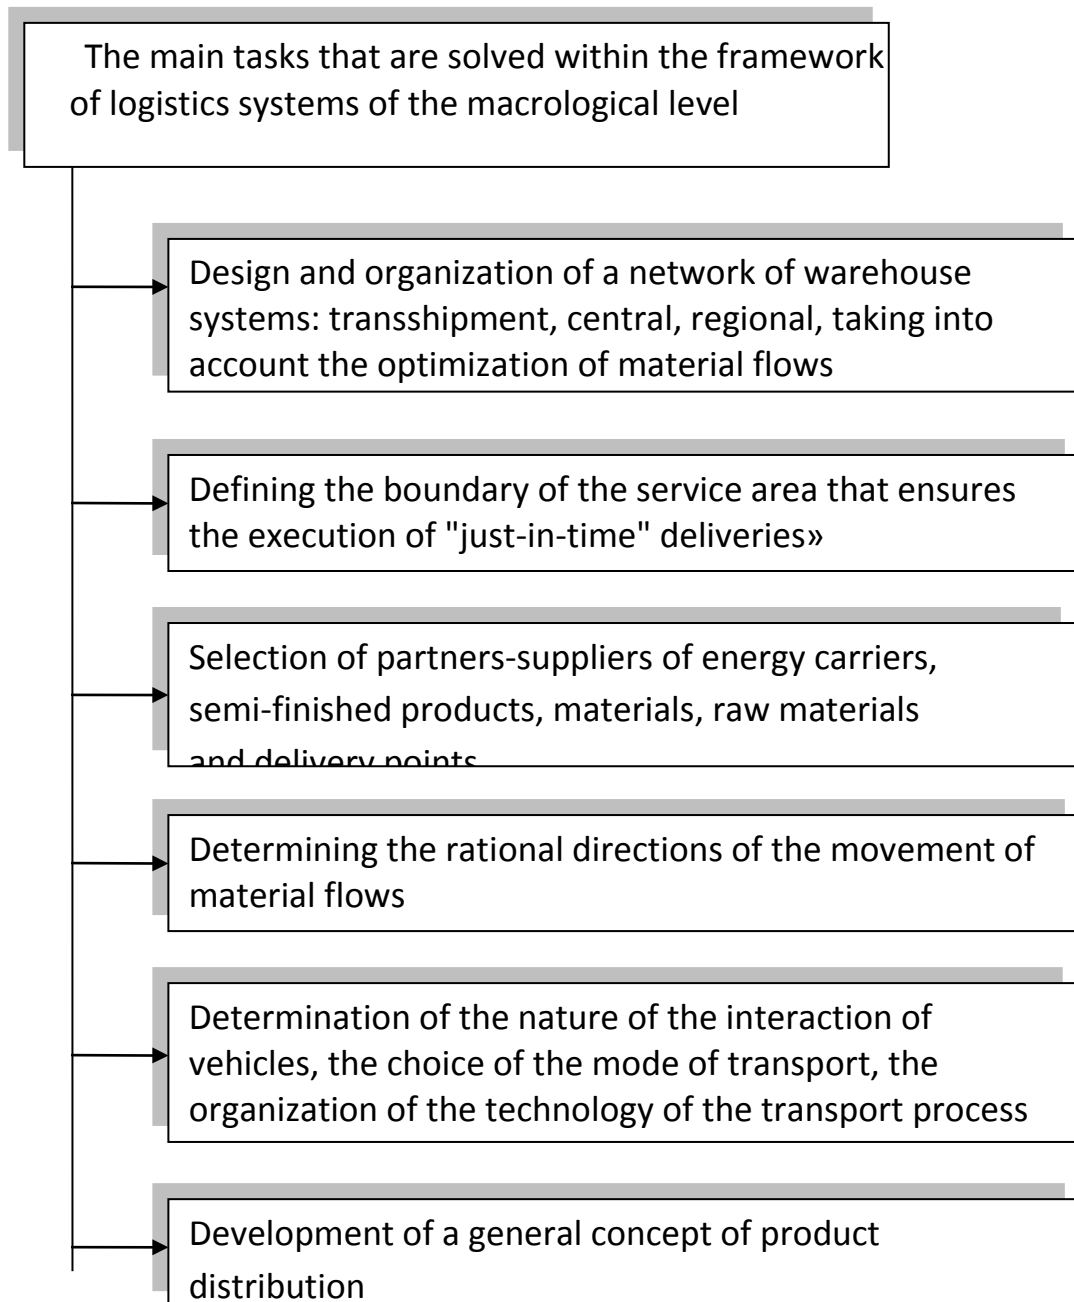 The main tasks that are solved within the framework
of logistics systems of the macrological level
Design and organization of a network of warehouse
systems: transshipment, central, regional, taking into
account the optimization of material flows
Defining the boundary of the service area that ensures
the execution of "just-in-time" deliveries»
Selection of partners-suppliers of energy carriers,
semi-finished products, materials, raw materials
and delivery points
Determining the rational directions of the movement of
material flows
Determination of the nature of the interaction of
vehicles, the choice of the mode of transport, the
organization of the technology of the transport process
Development of a general concept of product
distribution